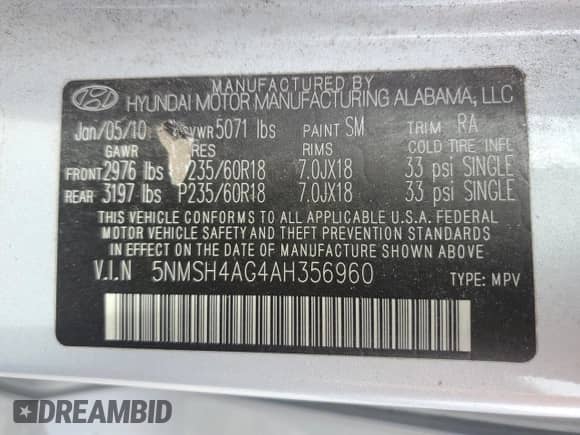 MANUFACTURED BY
HYUNDAI MOTOR MANUFACTURING ALABAMA, LLC
Jan/05/10 GVWR 5071 lbs PAINT SM TRIM RA
GAWR RIMS COLD TIRE INFL
FRONT 2976 lbs 235/60R18 7.0JX18 33 psi SINGLE
REAR 3197 lbs P235/60R18 7.0JX18 33 psi SINGLE
THIS VEHICLE CONFORMS TO ALL APPLICABLE U.S.A. FEDERAL
MOTOR VEHICLE SAFETY AND THEFT PREVENTION STANDARDS
IN EFFECT ON THE DATE OF MANUFACTURE SHOWN ABOVE.
V.I.N 5NMSH4AG4AH356960 TYPE: MPV
DREAMBID